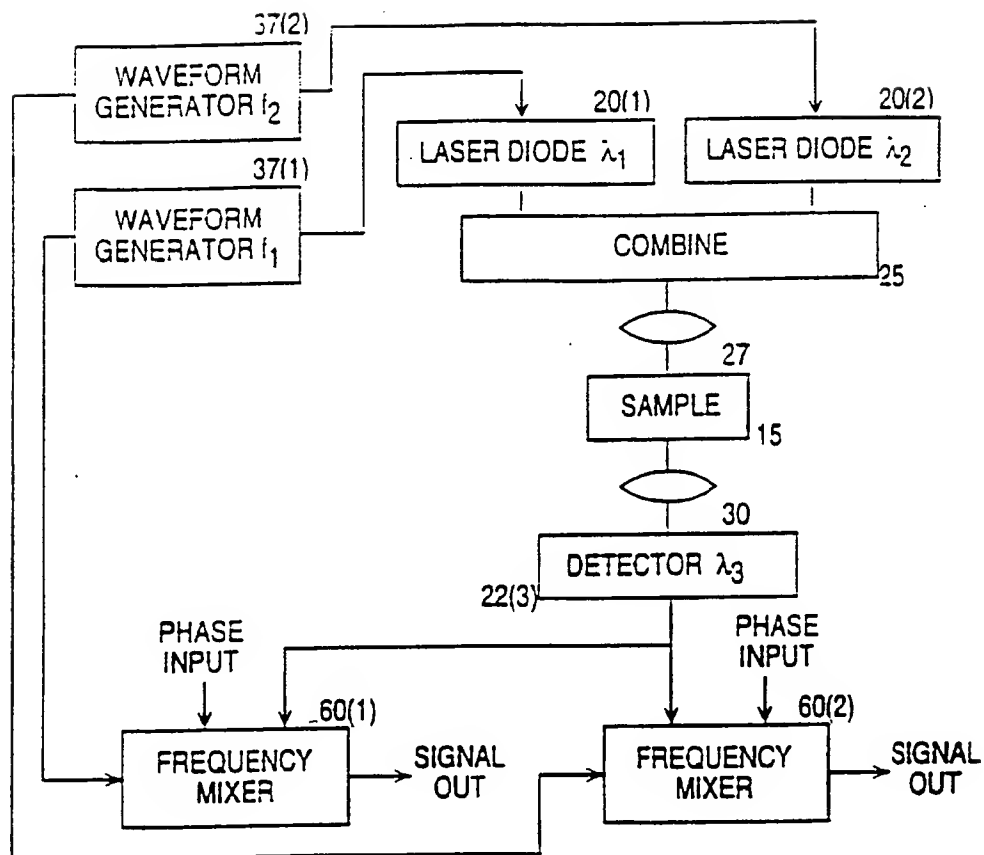 37(2)
WAVEFORM
GENERATOR f2
20(1)
20(2)
LASER DIODE λ1
LASER DIODE λ2
37(1)
WAVEFORM
GENERATOR f1
COMBINE
25
27
SAMPLE
15
30
DETECTOR λ3
22(3)
PHASE
INPUT
PHASE
INPUT
60(1)
60(2)
FREQUENCY
MIXER
SIGNAL
OUT
FREQUENCY
MIXER
SIGNAL
OUT